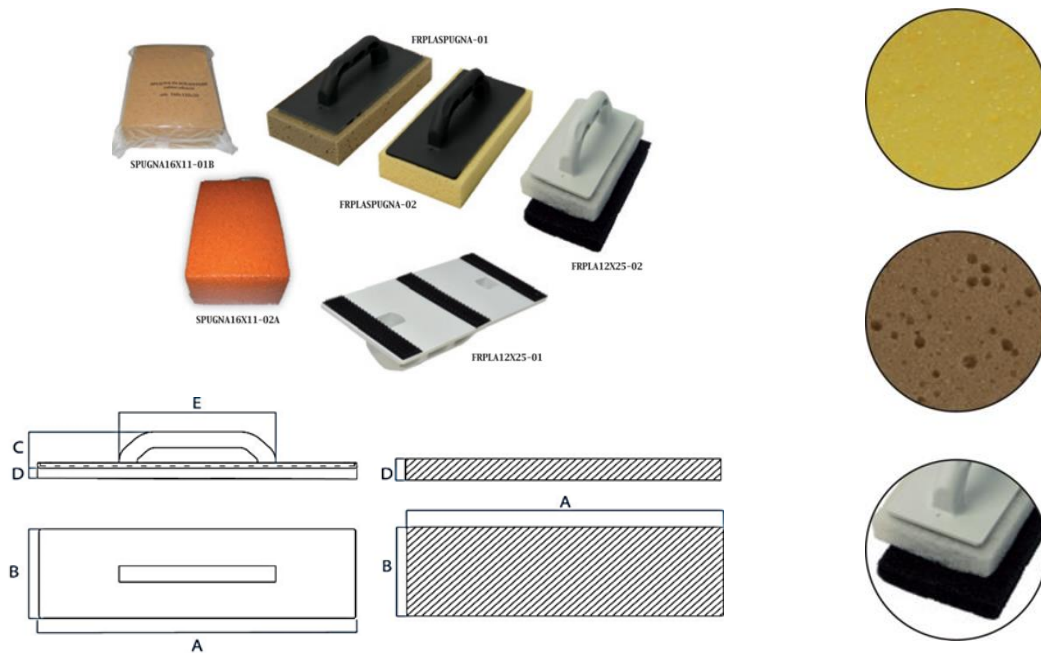 FRPLASPUGNA-01
SPUGNA16X11-01B
FRPLASPUGNA-02
FRPLA12X25-02
SPUGNA16X11-02A
FRPLA12X25-01
E
C
D
D
A
B
B
A